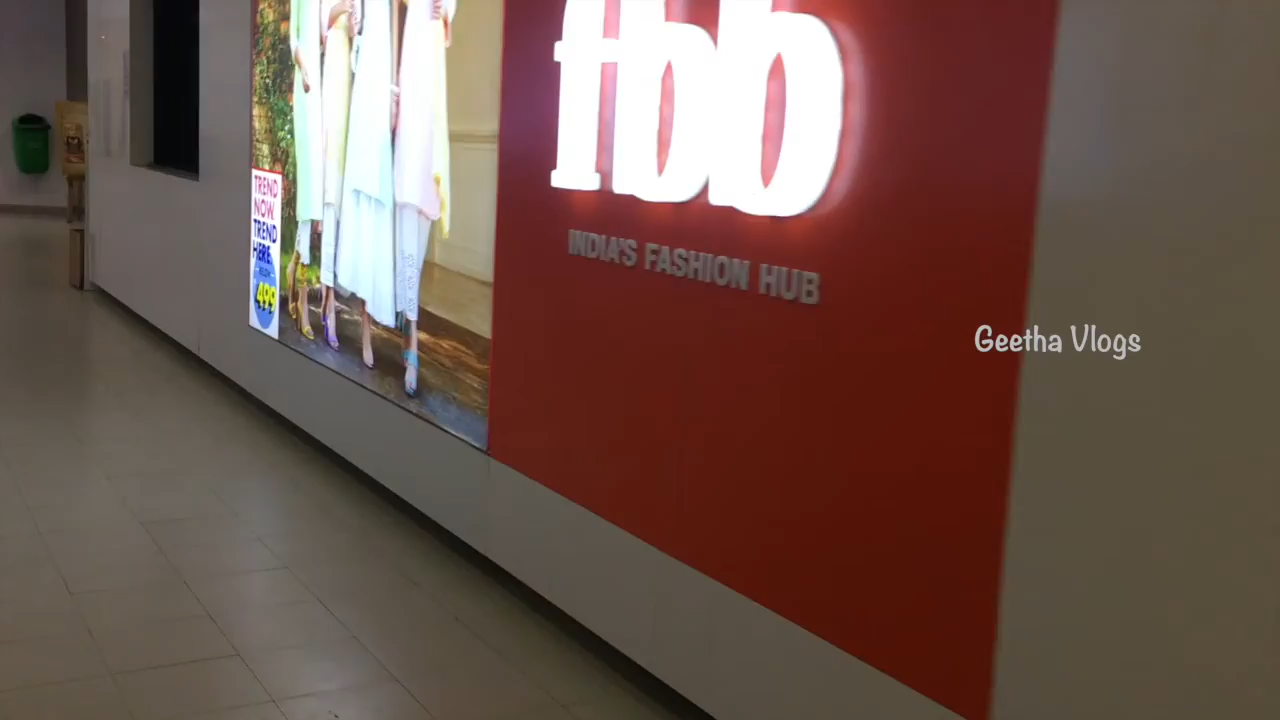 fbb
INDIA'S FASHION HUB
TREND
NOW.
TREND
HERE.
499
Geetha Vlogs